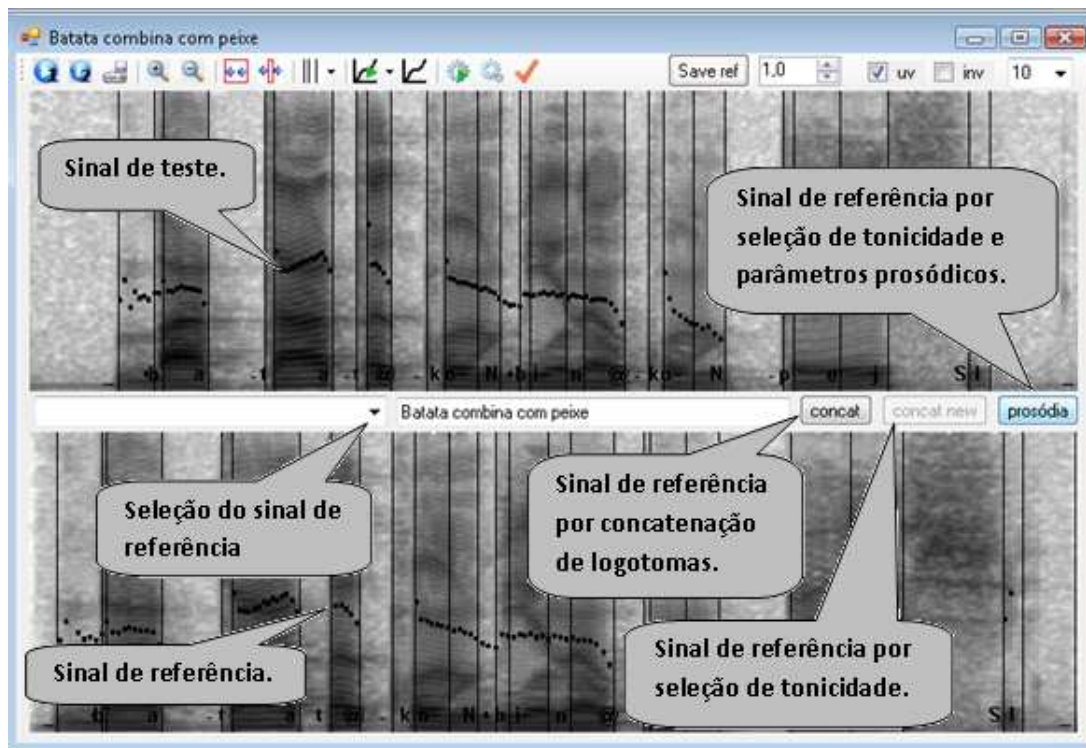 Batata combina com peixe
Save ref 1,0 uv inv 10
Sinal de teste.
Sinal de referência por
seleção de tonicidade e
parâmetros prosódicos.
Batata combina com peixe concat concat new prosódia
Seleção do sinal de
referência
Sinal de referência
por concatenação
de logotomas.
Sinal de referência.
Sinal de referência por
seleção de tonicidade.